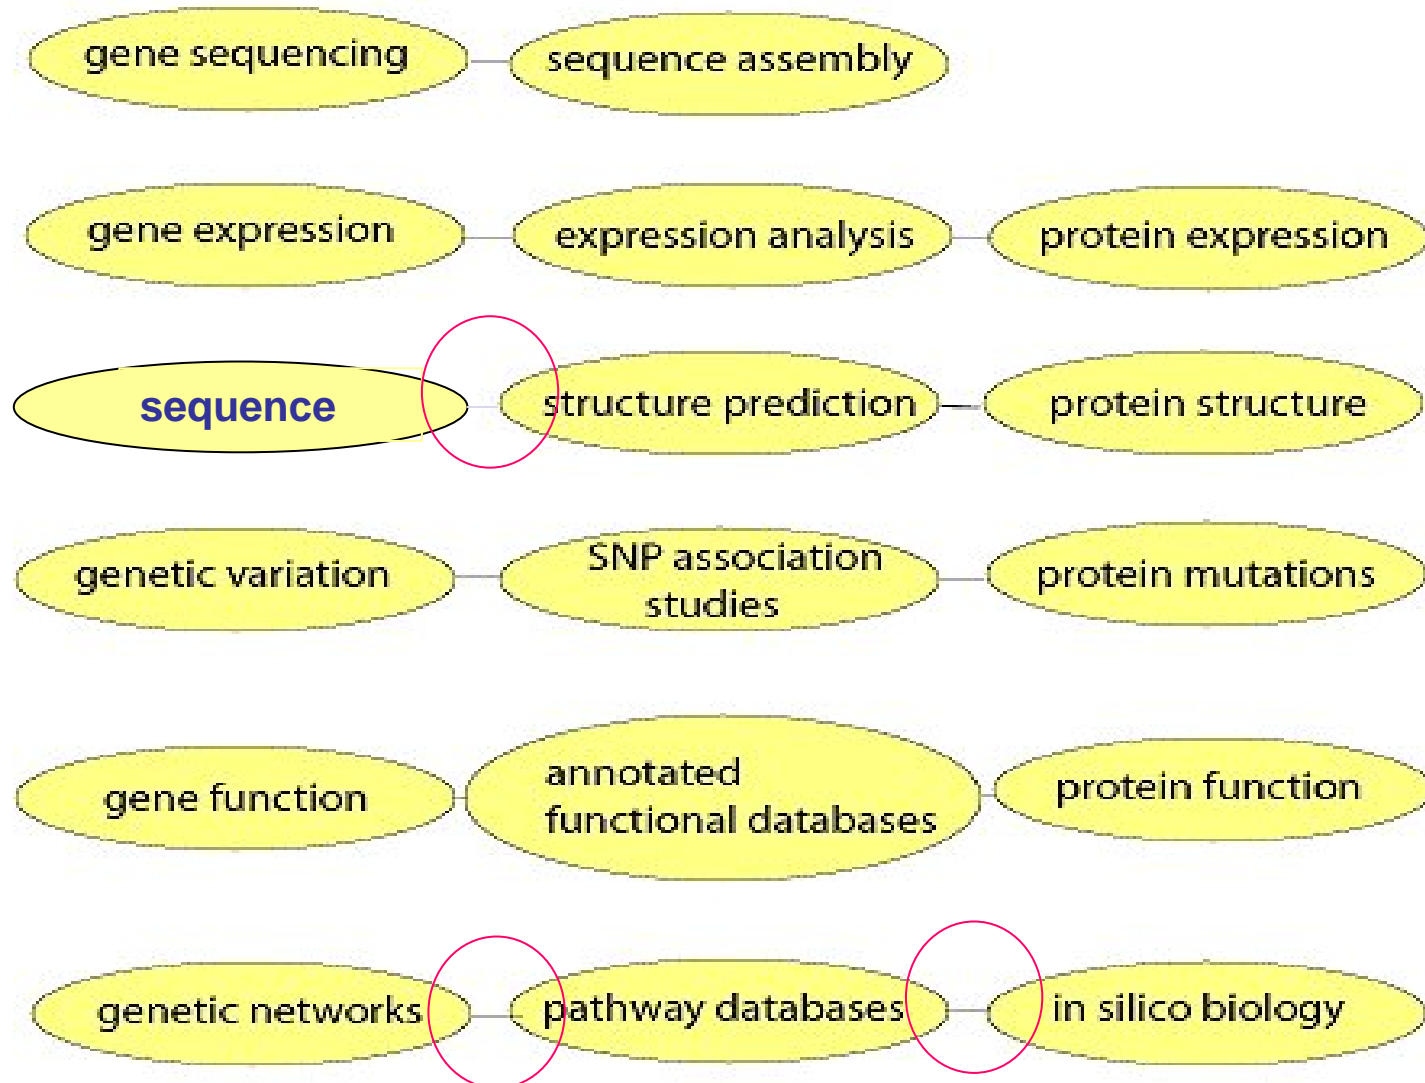 gene sequencing
sequence assembly
gene expression
expression analysis
protein expression
sequence
structure prediction
protein structure
genetic variation
SNP association
studies
protein mutations
gene function
annotated
functional databases
protein function
genetic networks
pathway databases
in silico biology